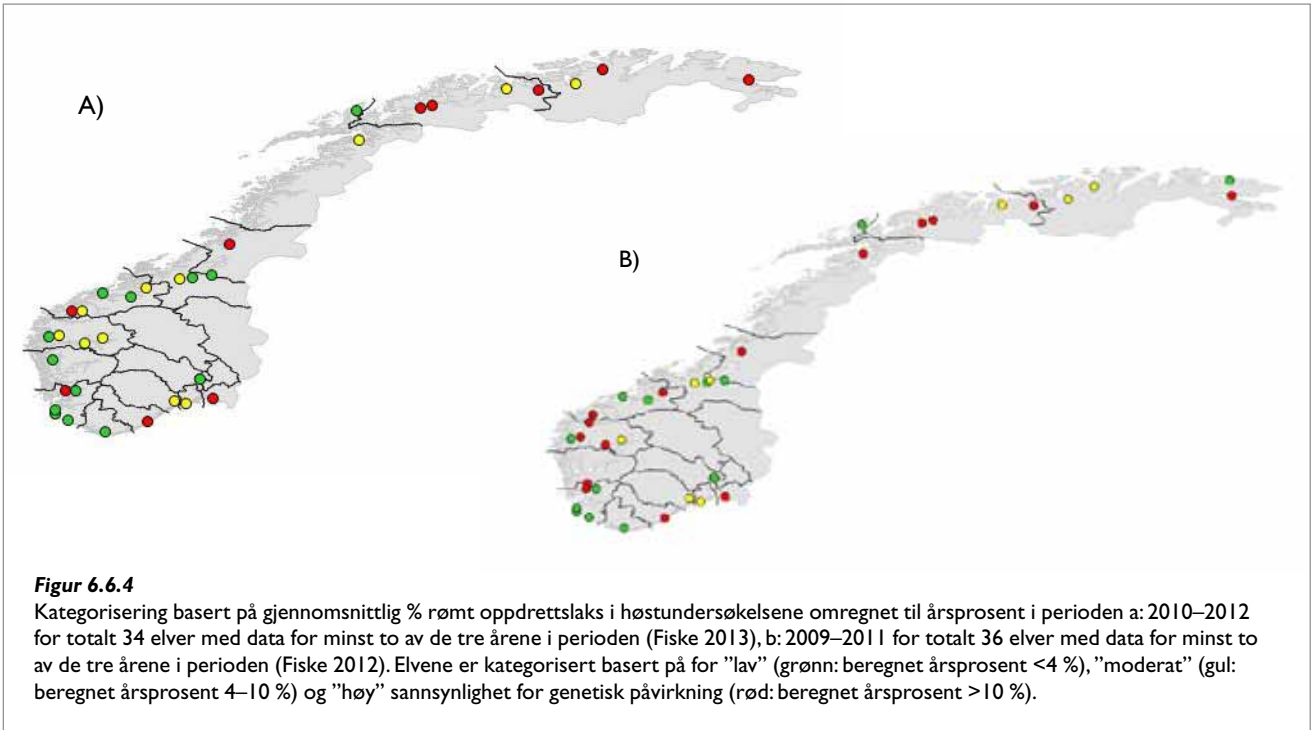 A)
B)
Figur 6.6.4
Kategorisering basert på gjennomsnittlig % rømt oppdrettslaks i høstundersøkelsene omregnet til årsprosent i perioden a: 2010–2012
for totalt 34 elver med data for minst to av de tre årene i perioden (Fiske 2013), b: 2009–2011 for totalt 36 elver med data for minst to
av de tre årene i perioden (Fiske 2012). Elvene er kategorisert basert på for ”lav” (grønn: beregnet årsprosent <4 %), ”moderat” (gul:
beregnet årsprosent 4–10 %) og ”høy” sannsynlighet for genetisk påvirkning (rød: beregnet årsprosent >10 %).